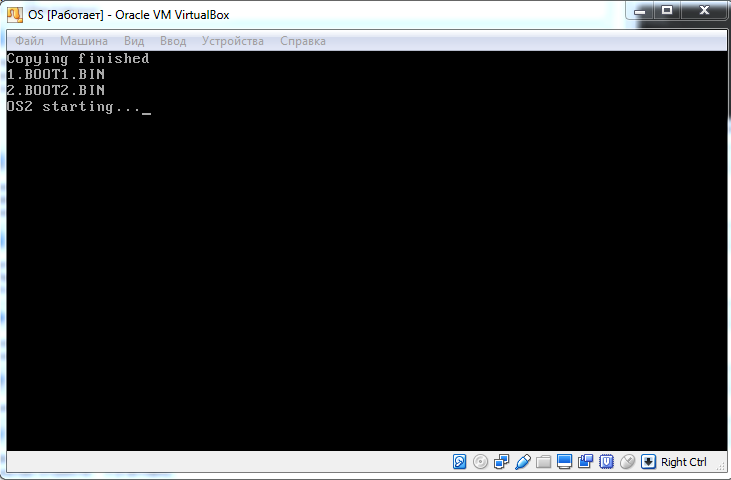 OS [Работает] - Oracle VM VirtualBox
Файл Машина Вид Ввод Устройства Справка
Copying finished
1.BOOT1.BIN
2.BOOT2.BIN
OS2 starting..._
Right Ctrl